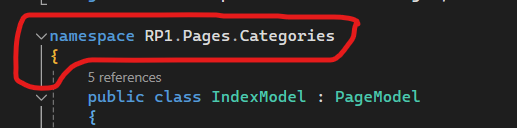 namespace RP1.Pages.Categories
{
5 references
public class IndexModel : PageModel
{